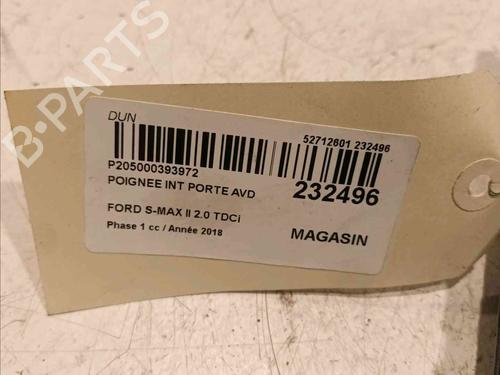 DUN
52712601 232496
P205000393972
POIGNEE INT PORTE AVD
232496
FORD S-MAX II 2.0 TDCi
MAGASIN
Phase 1 cc / Année 2018
B-PARTS